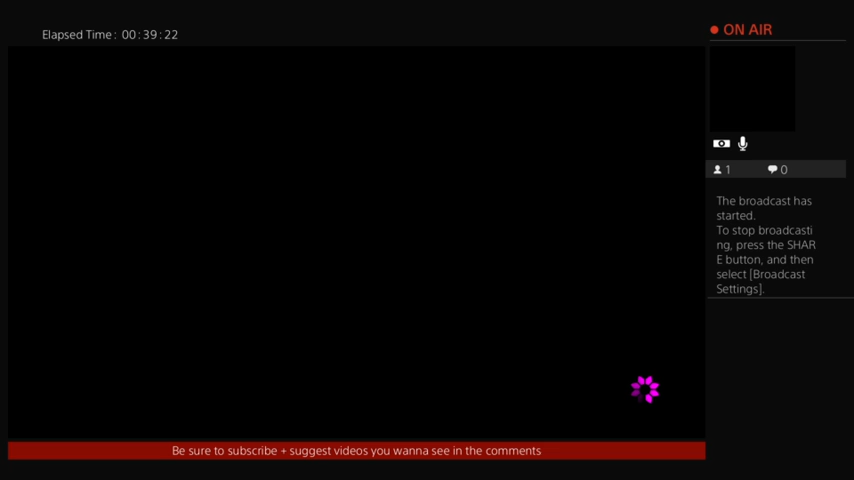 Elapsed Time: 00:39:22
ON AIR
1 0
The broadcast has
started.
To stop broadcasti
ng, press the SHAR
E button, and then
select [Broadcast
Settings].
Be sure to subscribe + suggest videos you wanna see in the comments